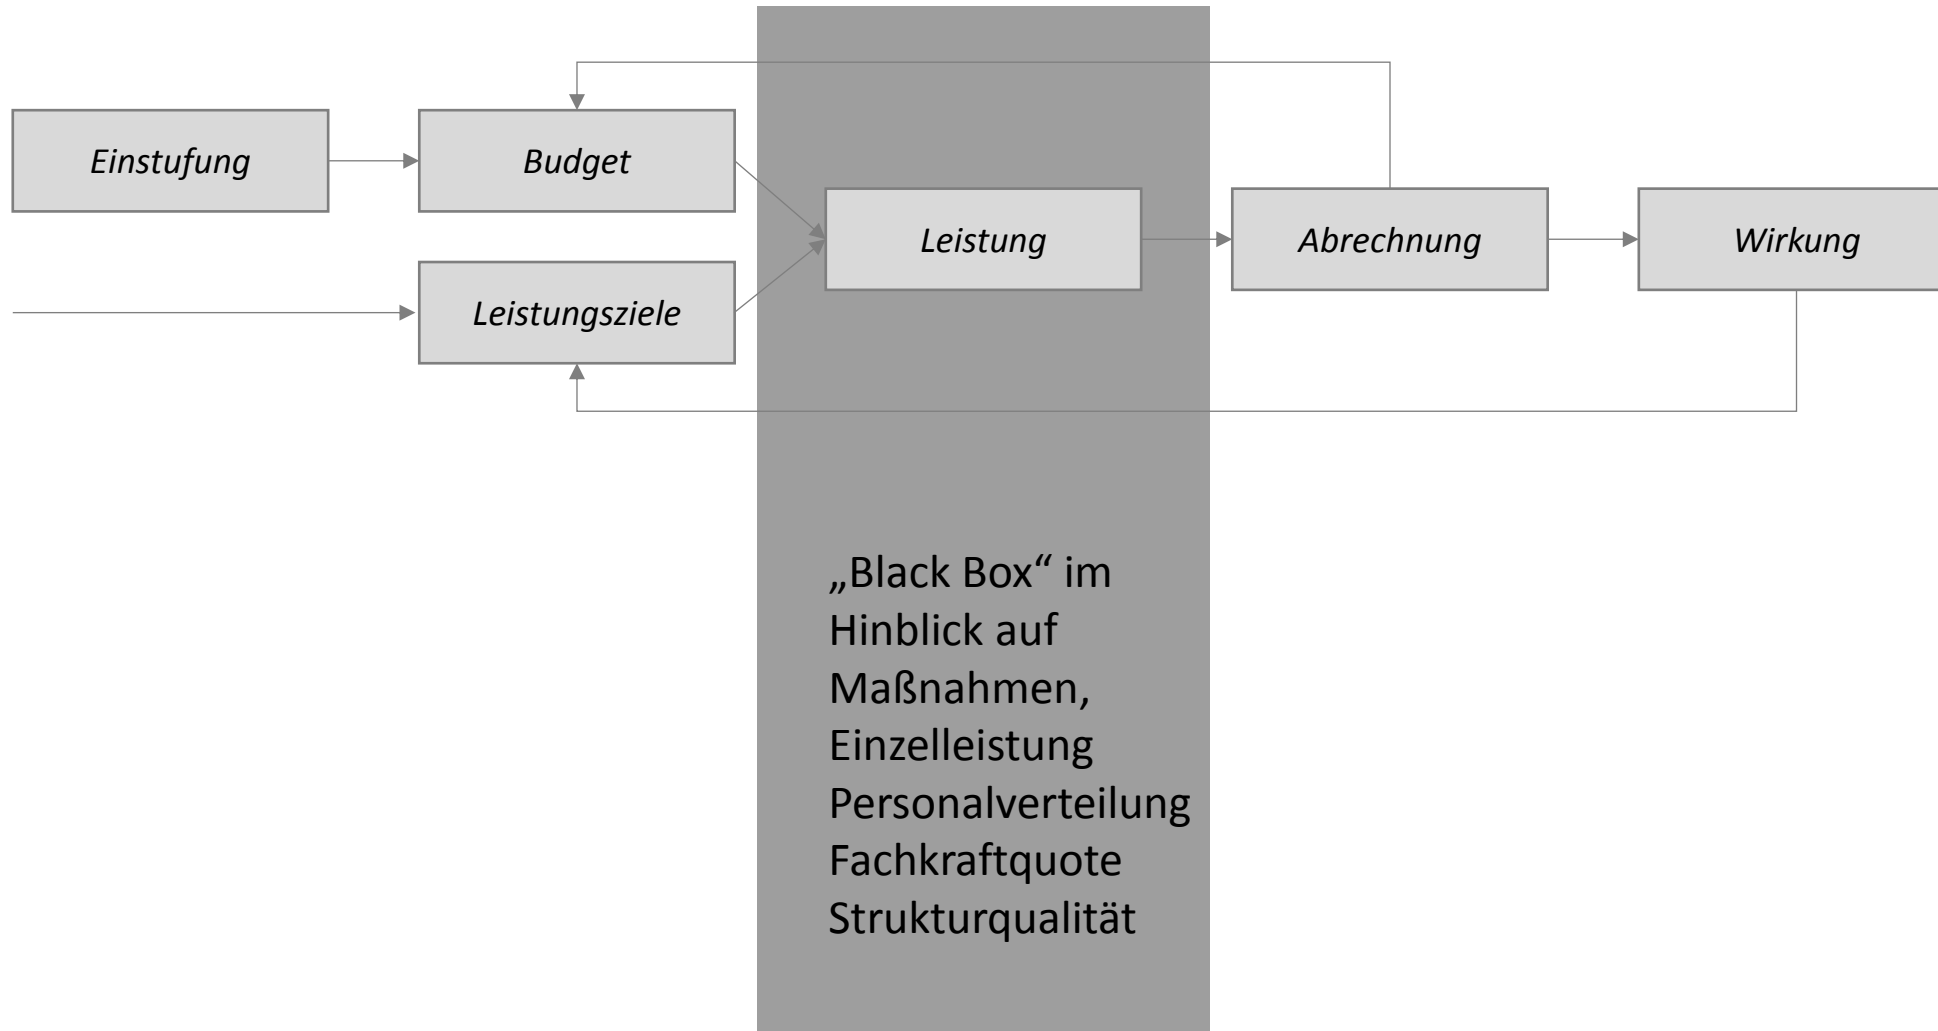 Einstufung
Budget
Leistungsziele
Leistung
Abrechnung
Wirkung
„Black Box“ im
Hinblick auf
Maßnahmen,
Einzelleistung
Personalverteilung
Fachkraftquote
Strukturqualität